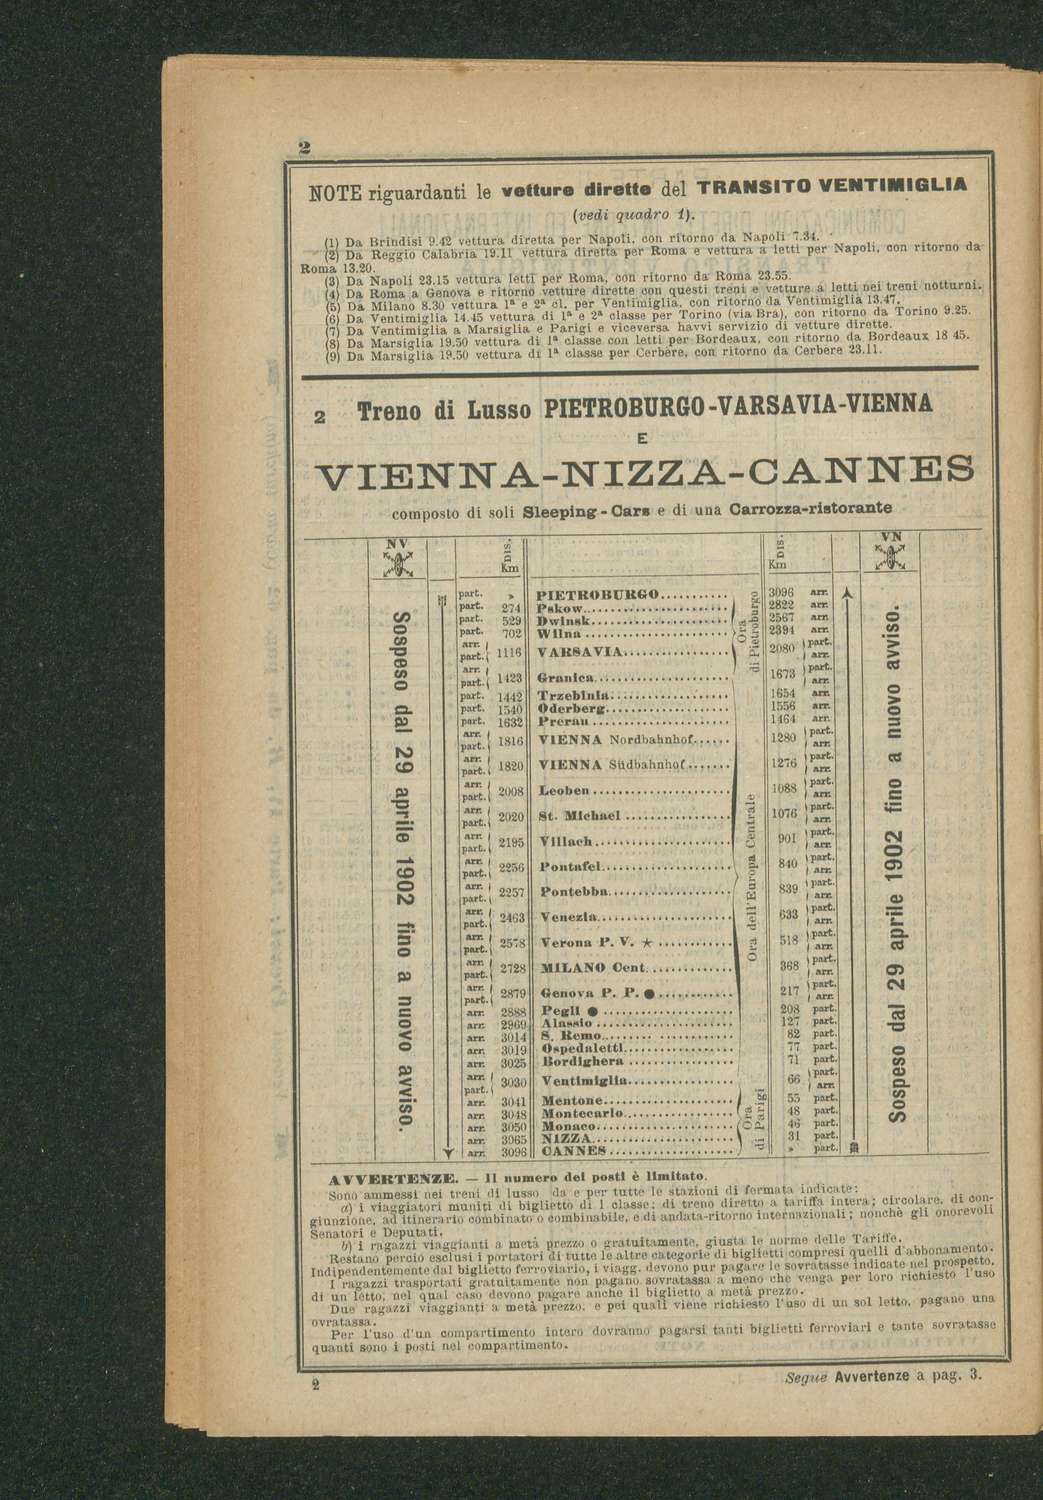 2
NOTE riguardanti le vetture dirette del TRANSITO VENTIMIGLIA
(vedi quadro 1).
(1) Da Brindisi 9.42 vettura diretta per Napoli, con ritorno da Napoli 7.34.
(2) Da Reggio Calabria 19.11 vettura diretta per Roma e vettura a letti per Napoli, con ritorno da
Roma 13.20.
(3) Da Napoli 23.15 vettura letti per Roma, con ritorno da Roma 23.55.
(4) Da Roma a Genova e ritorno vetture dirette con questi treni e vetture a letti nei treni notturni.
(5) Da Milano 8.30 vettura 1ª e 2ª cl. per Ventimiglia, con ritorno da Ventimiglia 13.47.
(6) Da Ventimiglia 14.45 vettura di 1ª e 2ª classe per Torino (via Bra), con ritorno da Torino 9.25.
(7) Da Ventimiglia a Marsiglia e Parigi e viceversa havvi servizio di vetture dirette.
(8) Da Marsiglia 19.50 vettura di 1ª classe con letti per Bordeaux, con ritorno da Bordeaux 18 45.
(9) Da Marsiglia 19.50 vettura di 1ª classe per Cerbere, con ritorno da Cerbere 23.11.
2 Treno di Lusso PIETROBURGO-VARSAVIA-VIENNA
E
VIENNA-NIZZA-CANNES
composto di soli Sleeping-Cars e di una Carrozza-ristorante
NV Dis. Km Dis. Km VN
Sospeso dal 29 aprile 1902 fino a nuovo avviso.
part. » PIETROBURGO 3096 arr.
part. 274 Pskow 2822 arr.
part. 529 Dwinsk 2567 arr.
part. 702 Wilna 2394 arr.
arr. part. 1116 VARSAVIA 2080 part. arr.
arr. part. 1423 Granica 1673 part. arr.
part. 1442 Trzebinia 1654 arr.
part. 1540 Oderberg 1556 arr.
part. 1632 Prerau 1464 arr.
arr. part. 1816 VIENNA Nordbahnhof 1280 part. arr.
arr. part. 1820 VIENNA Südbahnhof 1276 part. arr.
arr. part. 2008 Leoben 1088 part. arr.
arr. part. 2020 St. Michael 1076 part. arr.
arr. part. 2195 Villach 901 part. arr.
arr. part. 2256 Pontafel 840 part. arr.
arr. part. 2257 Pontebba 839 part. arr.
arr. part. 2463 Venezia 633 part. arr.
arr. part. 2578 Verona P. V. ★ 518 part. arr.
arr. part. 2728 MILANO Cent. 368 part. arr.
arr. part. 2879 Genova P. P. ● 217 part. arr.
arr. 2888 Pegli ● 208 part.
arr. 2969 Alassio 127 part.
arr. 3014 S. Remo 82 part.
arr. 3019 Ospedaletti 77 part.
arr. 3025 Bordighera 71 part.
arr. part. 3030 Ventimiglia 66 part. arr.
arr. 3041 Mentone 55 part.
arr. 3048 Montecarlo 48 part.
arr. 3050 Monaco 46 part.
arr. 3065 NIZZA 31 part.
arr. 3096 CANNES » part.
Ora di Pietroburgo
Ora dell'Europa Centrale
Ora di Parigi
Sospeso dal 29 aprile 1902 fino a nuovo avviso.
AVVERTENZE. — Il numero dei posti è limitato.
Sono ammessi nei treni di lusso da e per tutte le stazioni di fermata indicate:
a) i viaggiatori muniti di biglietto di 1 classe; di treno diretto a tariffa intera; circolare, di con-
giunzione, ad itinerario combinato o combinabile, e di andata-ritorno internazionali; nonchè gli onorevoli
Senatori e Deputati.
b) i ragazzi viaggianti a metà prezzo o gratuitamente, giusta le norme delle Tariffe.
Restano perciò esclusi i portatori di tutte le altre categorie di biglietti compresi quelli d'abbonamento.
Indipendentemente dal biglietto ferroviario, i viagg. devono pur pagare le sovratasse indicate nel prospetto.
I ragazzi trasportati gratuitamente non pagano sovratassa a meno che venga per loro richiesto l'uso
di un letto, nel qual caso devono pagare anche il biglietto a metà prezzo.
Due ragazzi viaggianti a metà prezzo, e pei quali viene richiesto l'uso di un sol letto, pagano una
ovratassa.
Per l'uso d'un compartimento intero dovranno pagarsi tanti biglietti ferroviari e tante sovratasse
quanti sono i posti nel compartimento.
2
Segue Avvertenze a pag. 3.